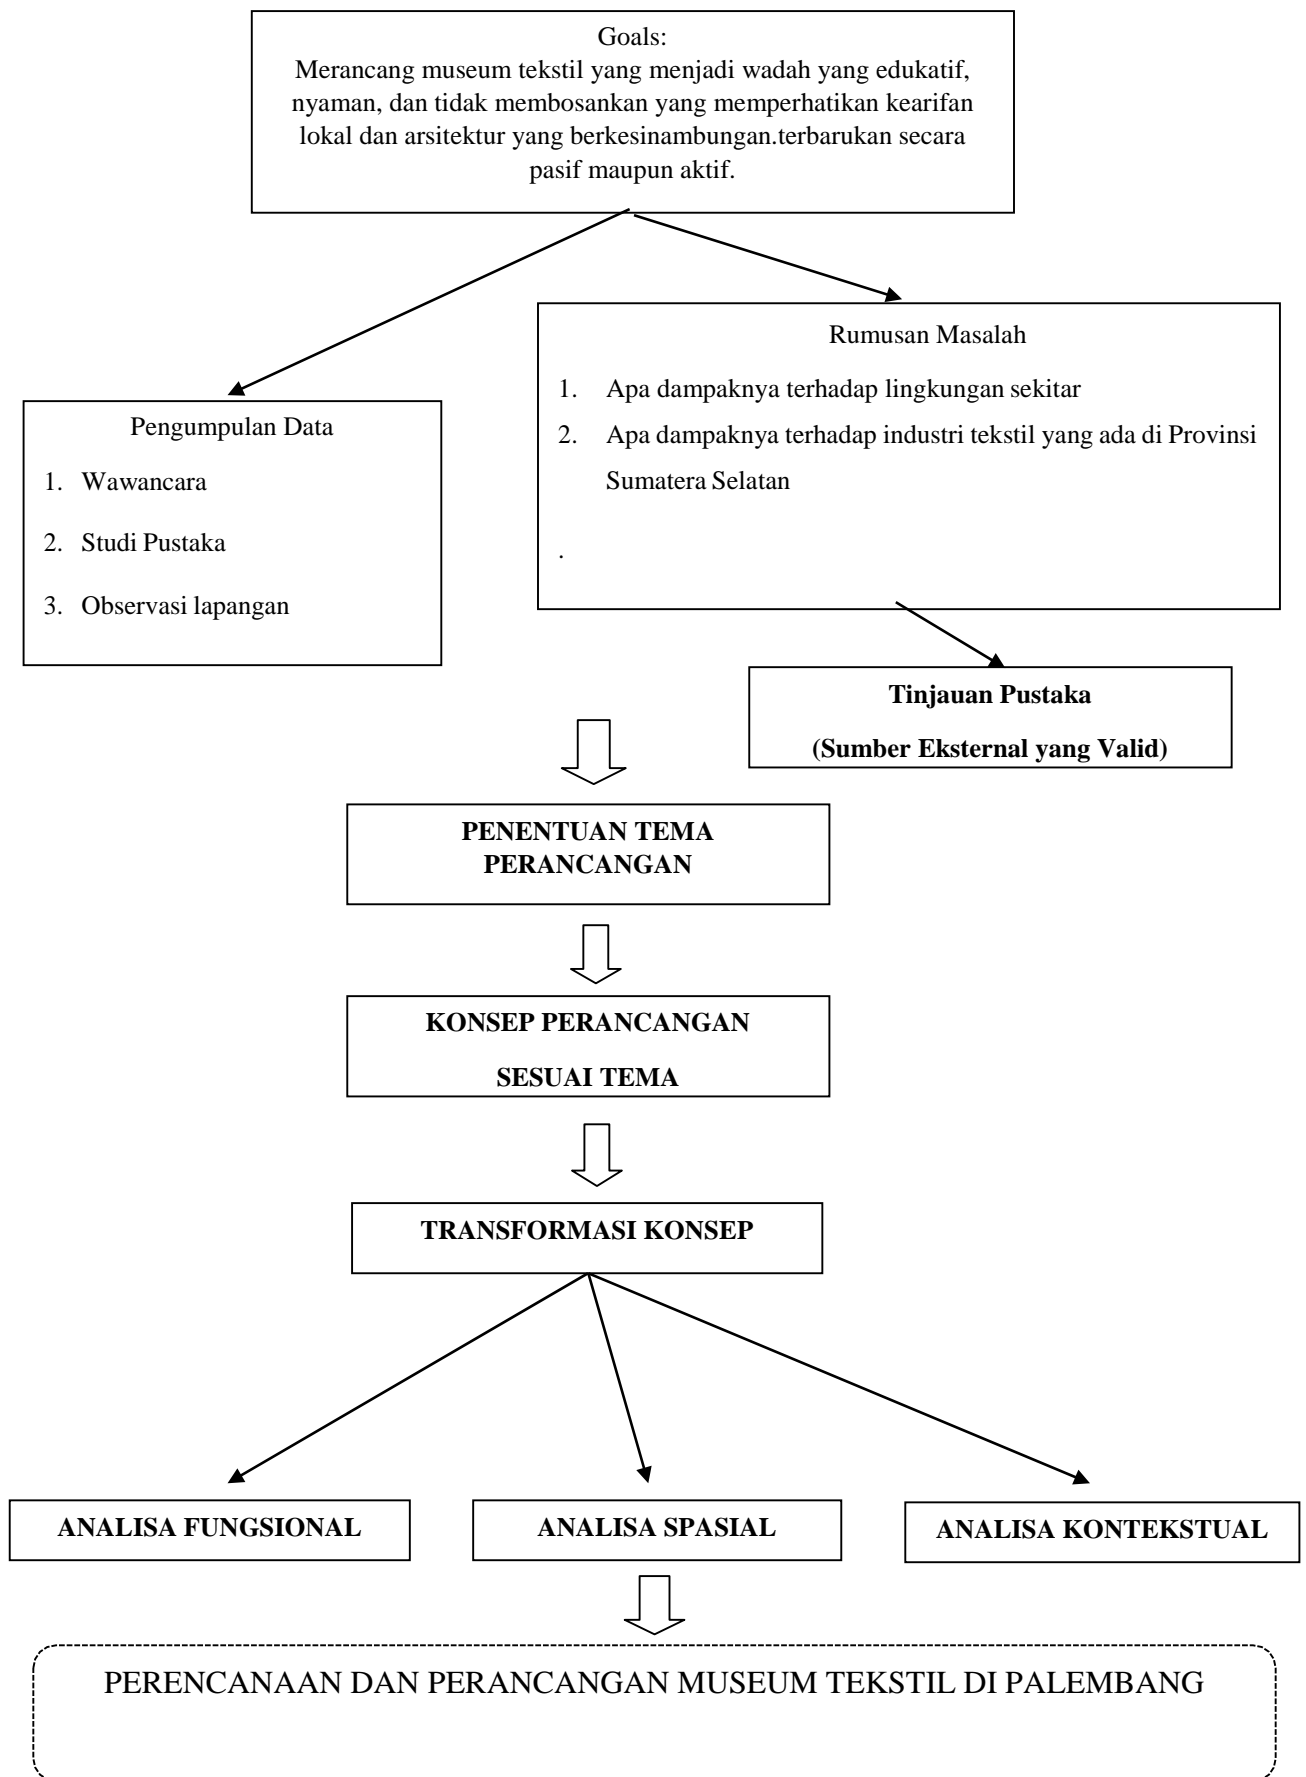 Goals:
Merancang museum tekstil yang menjadi wadah yang edukatif,
nyaman, dan tidak membosankan yang memperhatikan kearifan
lokal dan arsitektur yang berkesinambungan.terbarukan secara
pasif maupun aktif.
Rumusan Masalah
1. Apa dampaknya terhadap lingkungan sekitar
2. Apa dampaknya terhadap industri tekstil yang ada di Provinsi
Sumatera Selatan
.
Pengumpulan Data
1. Wawancara
2. Studi Pustaka
3. Observasi lapangan
Tinjauan Pustaka
(Sumber Eksternal yang Valid)
PENENTUAN TEMA
PERANCANGAN
KONSEP PERANCANGAN
SESUAI TEMA
TRANSFORMASI KONSEP
ANALISA FUNGSIONAL
ANALISA SPASIAL
ANALISA KONTEKSTUAL
PERENCANAAN DAN PERANCANGAN MUSEUM TEKSTIL DI PALEMBANG